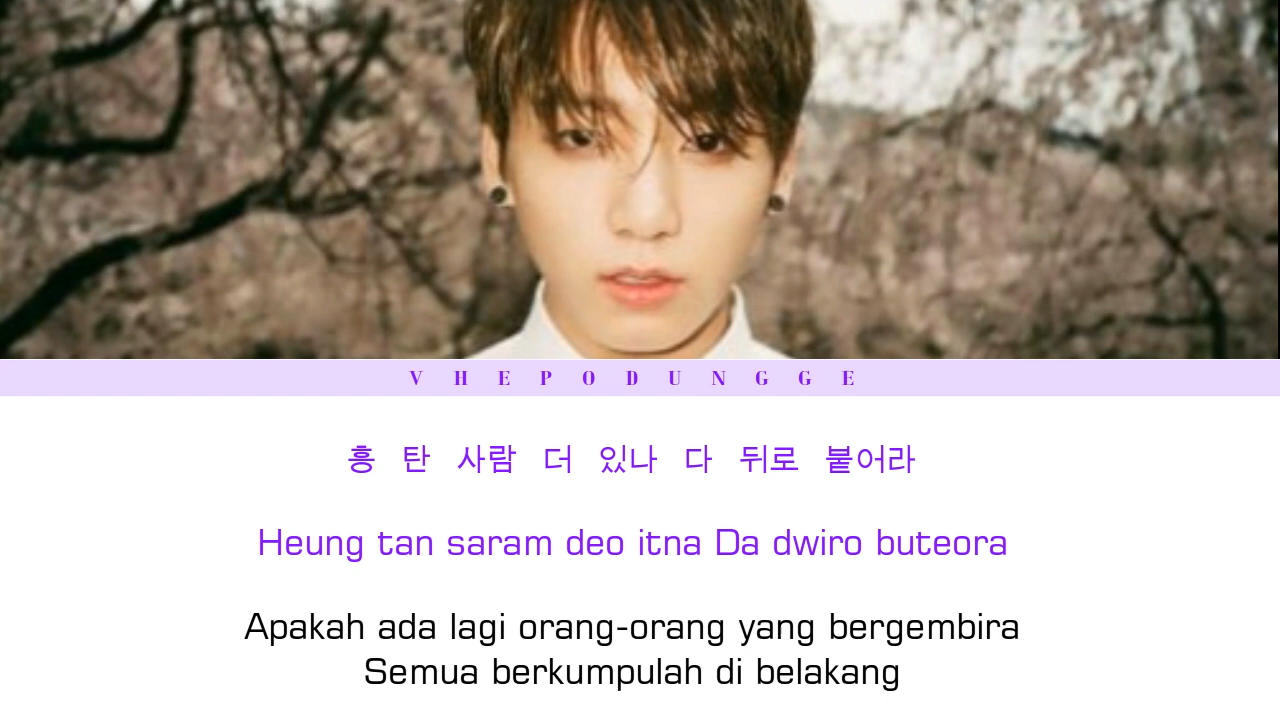 VHEPODUNGGE
흥 탄 사람 더 있나 다 뒤로 붙어라
Heung tan saram deo itna Da dwiro buteora
Apakah ada lagi orang-orang yang bergembira
Semua berkumpulah di belakang